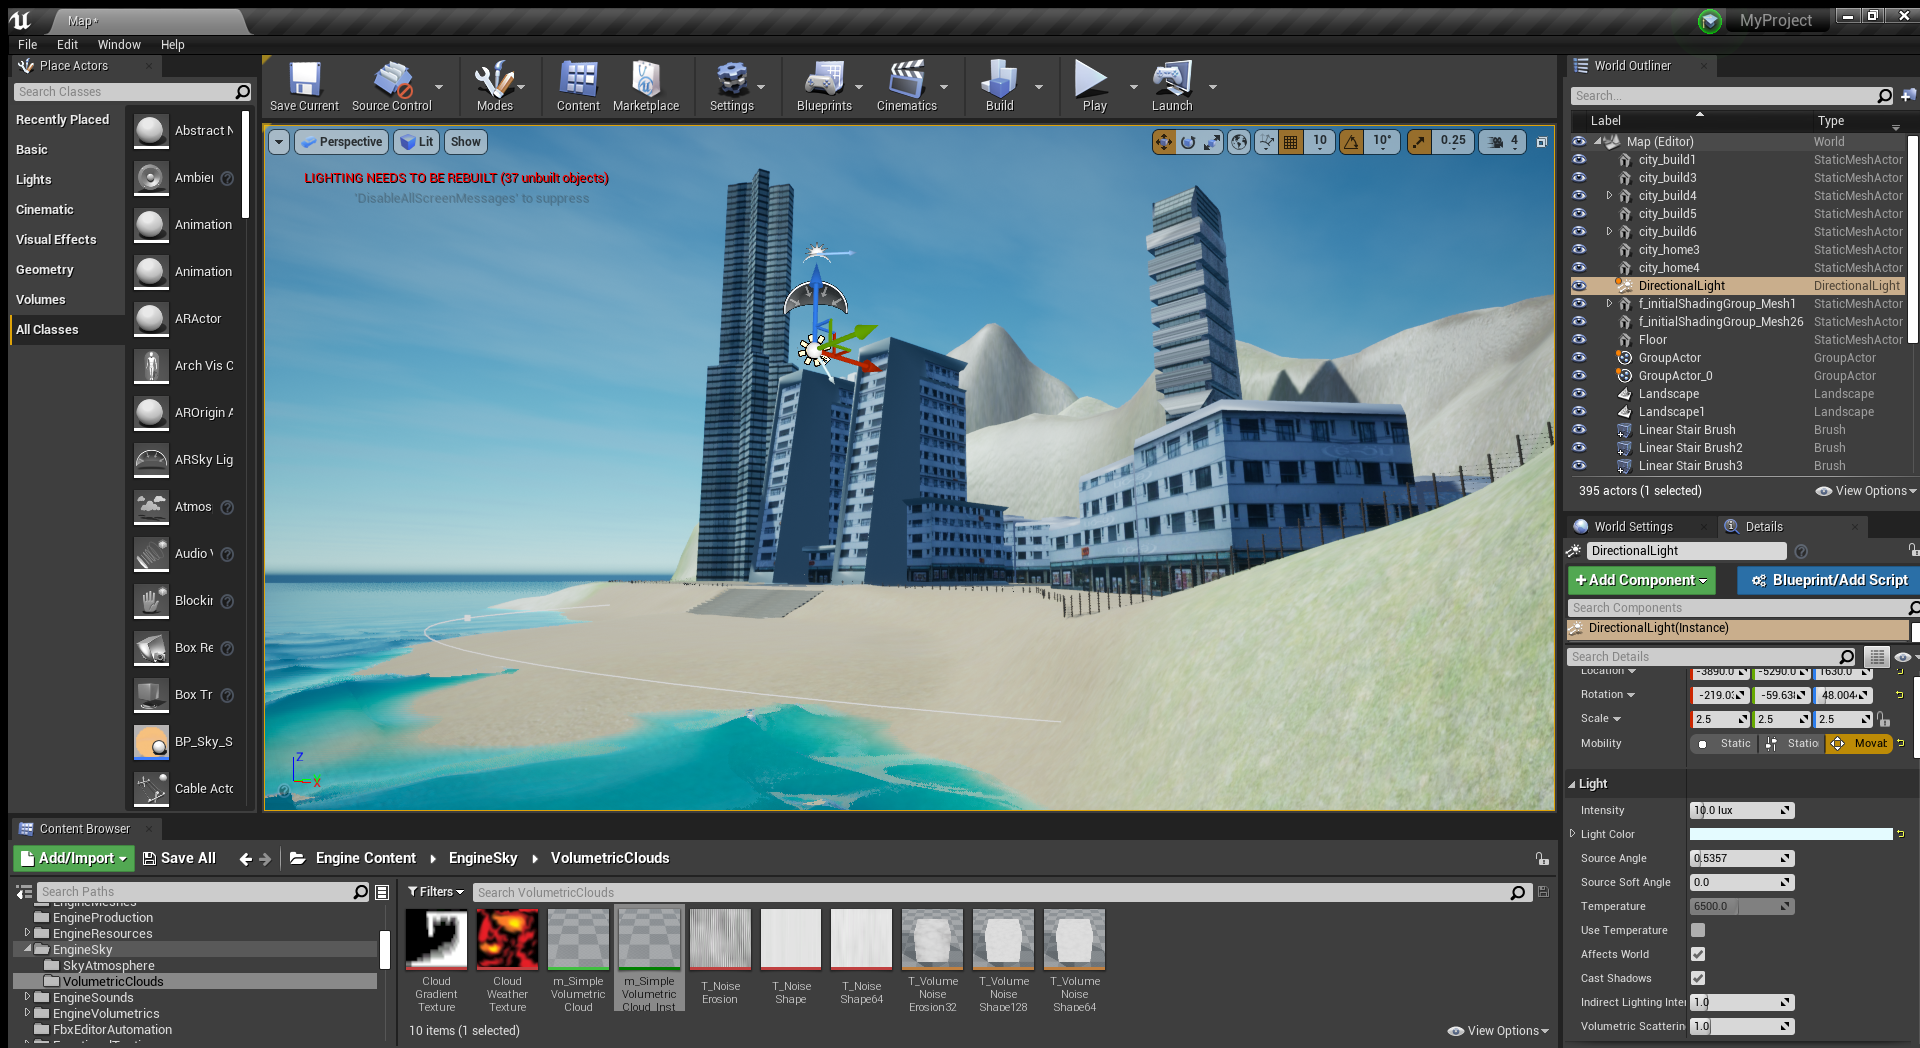 Map*
MyProject
File Edit Window Help
Place Actors
Search Classes
Recently Placed
Basic
Lights
Cinematic
Visual Effects
Geometry
Volumes
All Classes
Abstract N
Ambier
Animation
Animation
ARActor
Arch Vis C
AROrigin A
ARSky Lig
Atmos
Audio V
Blockir
Box Re
Box Tr
BP_Sky_S
Cable Acto
Save Current
Source Control
Modes
Content
Marketplace
Settings
Blueprints
Cinematics
Build
Play
Launch
Perspective
Lit
Show
10
10°
0.25
4
LIGHTING NEEDS TO BE REBUILT (37 unbuilt objects)
'DisableAllScreenMessages' to suppress
Z
X
World Outliner
Search...
Label Type
Map (Editor) World
city_build1 StaticMeshActor
city_build3 StaticMeshActor
city_build4 StaticMeshActor
city_build5 StaticMeshActor
city_build6 StaticMeshActor
city_home3 StaticMeshActor
city_home4 StaticMeshActor
DirectionalLight DirectionalLight
f_initialShadingGroup_Mesh1 StaticMeshActor
f_initialShadingGroup_Mesh26 StaticMeshActor
Floor StaticMeshActor
GroupActor GroupActor
GroupActor_0 GroupActor
Landscape Landscape
Landscape1 Landscape
Linear Stair Brush Brush
Linear Stair Brush2 Brush
Linear Stair Brush3 Brush
395 actors (1 selected)
View Options
World Settings
Details
DirectionalLight
+Add Component
Blueprint/Add Script
Search Components
DirectionalLight(Instance)
Search Details
Location -3890.0 -5290.0 1630.0
Rotation -219.03 -59.638 48.004
Scale 2.5 2.5 2.5
Mobility Static Statio Movab
Light
Intensity 10.0 lux
Light Color
Source Angle 0.5357
Source Soft Angle 0.0
Temperature 6500.0
Use Temperature
Affects World
Cast Shadows
Indirect Lighting Inte 1.0
Volumetric Scatterin 1.0
Content Browser
Add/Import
Save All
Engine Content
EngineSky
VolumetricClouds
Search Paths
EngineMeshes
EngineProduction
EngineResources
EngineSky
SkyAtmosphere
VolumetricClouds
EngineSounds
EngineVolumetrics
FbxEditorAutomation
Filters
Search VolumetricClouds
Cloud Gradient Texture
Cloud Weather Texture
m_Simple Volumetric Cloud
m_Simple Volumetric Cloud_Inst
T_Noise Erosion
T_Noise Shape
T_Noise Shape64
T_Volume Noise Erosion32
T_Volume Noise Shape128
T_Volume Noise Shape64
10 items (1 selected)
View Options